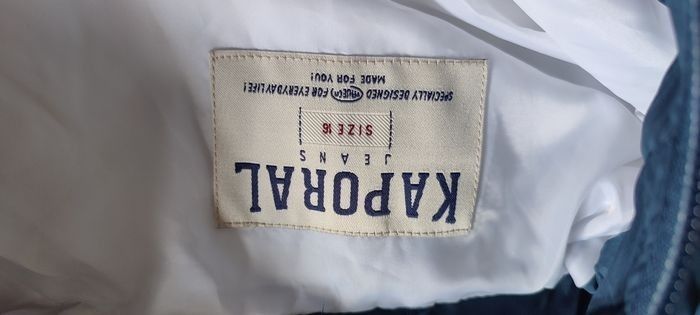 KAPORAL
JEANS
SIZE 16
SPECIALLY DESIGNED FOR EVERYDAYLIFE!
MADE FOR YOU!